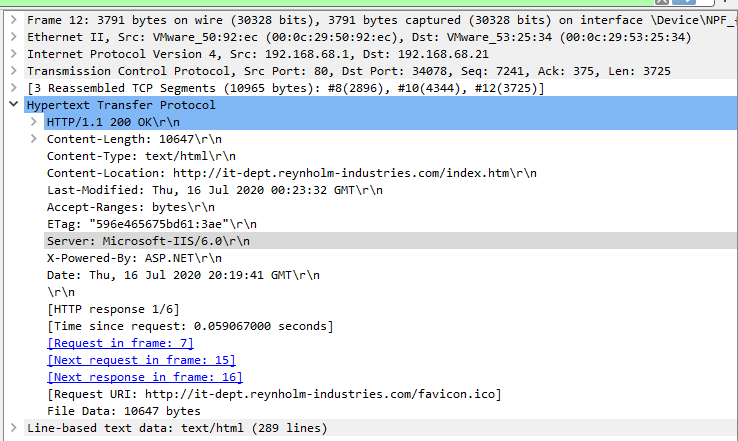 Frame 12: 3791 bytes on wire (30328 bits), 3791 bytes captured (30328 bits) on interface \Device\NPF_
Ethernet II, Src: VMware_50:92:ec (00:0c:29:50:92:ec), Dst: VMware_53:25:34 (00:0c:29:53:25:34)
Internet Protocol Version 4, Src: 192.168.68.1, Dst: 192.168.68.21
Transmission Control Protocol, Src Port: 80, Dst Port: 34078, Seq: 7241, Ack: 375, Len: 3725
[3 Reassembled TCP Segments (10965 bytes): #8(2896), #10(4344), #12(3725)]
Hypertext Transfer Protocol
HTTP/1.1 200 OK\r\n
Content-Length: 10647\r\n
Content-Type: text/html\r\n
Content-Location: http://it-dept.reynholm-industries.com/index.htm\r\n
Last-Modified: Thu, 16 Jul 2020 00:23:32 GMT\r\n
Accept-Ranges: bytes\r\n
ETag: "596e465675bd61:3ae"\r\n
Server: Microsoft-IIS/6.0\r\n
X-Powered-By: ASP.NET\r\n
Date: Thu, 16 Jul 2020 20:19:41 GMT\r\n
\r\n
[HTTP response 1/6]
[Time since request: 0.059067000 seconds]
[Request in frame: 7]
[Next request in frame: 15]
[Next response in frame: 16]
[Request URI: http://it-dept.reynholm-industries.com/favicon.ico]
File Data: 10647 bytes
Line-based text data: text/html (289 lines)